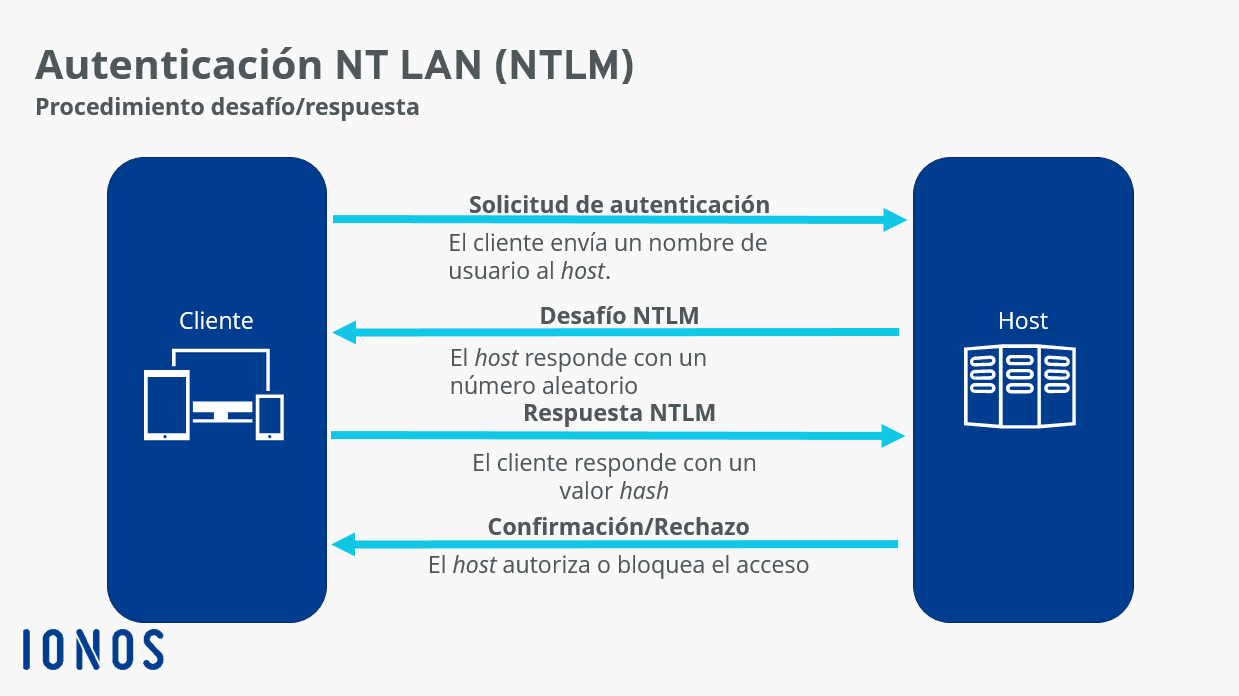 Autenticación NT LAN (NTLM)
Procedimiento desafío/respuesta
Solicitud de autenticación
El cliente envía un nombre de
usuario al host.
Cliente
Host
Desafío NTLM
El host responde con un
número aleatorio
Respuesta NTLM
El cliente responde con un
valor hash
Confirmación/Rechazo
El host autoriza o bloquea el acceso
IONOS